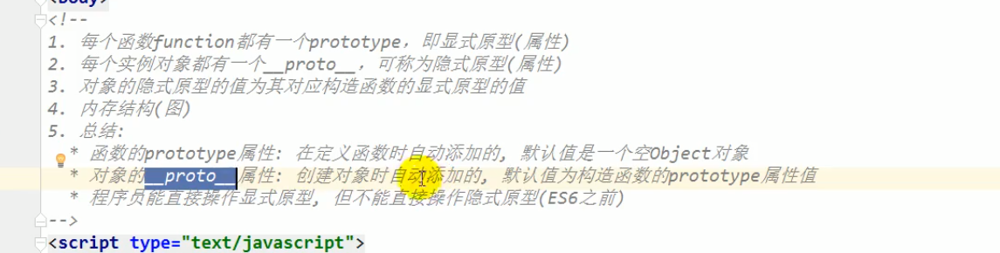 <body>
<!--
1. 每个函数function都有一个prototype，即显式原型(属性)
2. 每个实例对象都有一个__proto__，可称为隐式原型(属性)
3. 对象的隐式原型的值为其对应构造函数的显式原型的值
4. 内存结构(图)
5. 总结:
* 函数的prototype属性: 在定义函数时自动添加的, 默认值是一个空Object对象
* 对象的__proto__属性: 创建对象时自动添加的, 默认值为构造函数的prototype属性值
* 程序员能直接操作显式原型, 但不能直接操作隐式原型(ES6之前)
-->
<script type="text/javascript">